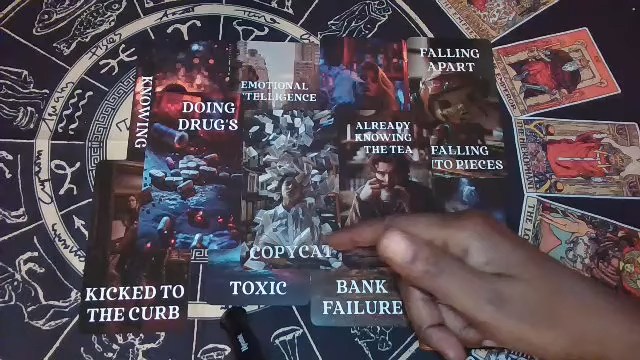 KNOWING
DOING
DRUG'S
EMOTIONAL
TELLIGENCE
ALREADY
KNOWING
THE TEA
FALLING
APART
FALLING
TO PIECES
COPYCAT
KICKED TO
THE CURB
TOXIC
BANK
FAILURE